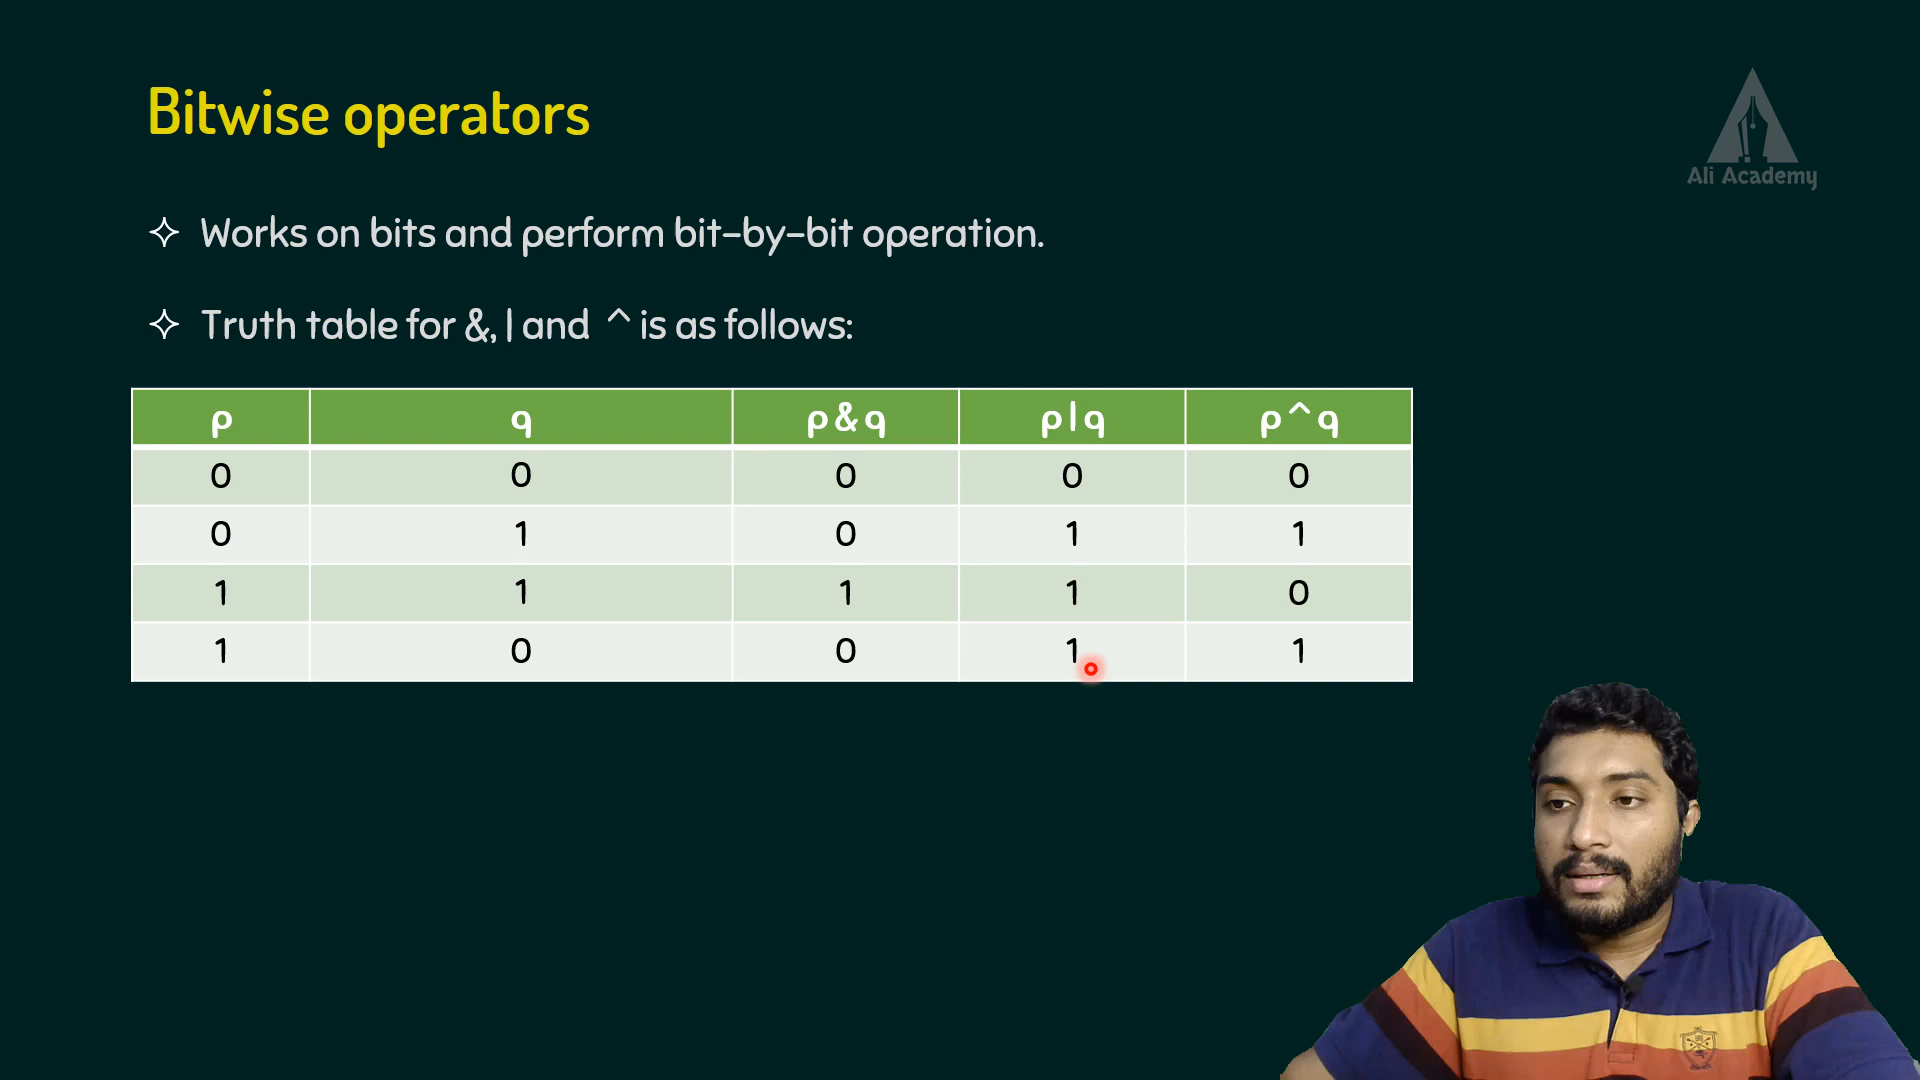 Bitwise operators
Ali Academy
Works on bits and perform bit-by-bit operation.
Truth table for &, | and ^ is as follows:
p q p & q p | q p ^ q
0 0 0 0 0
0 1 0 1 1
1 1 1 1 0
1 0 0 1 1